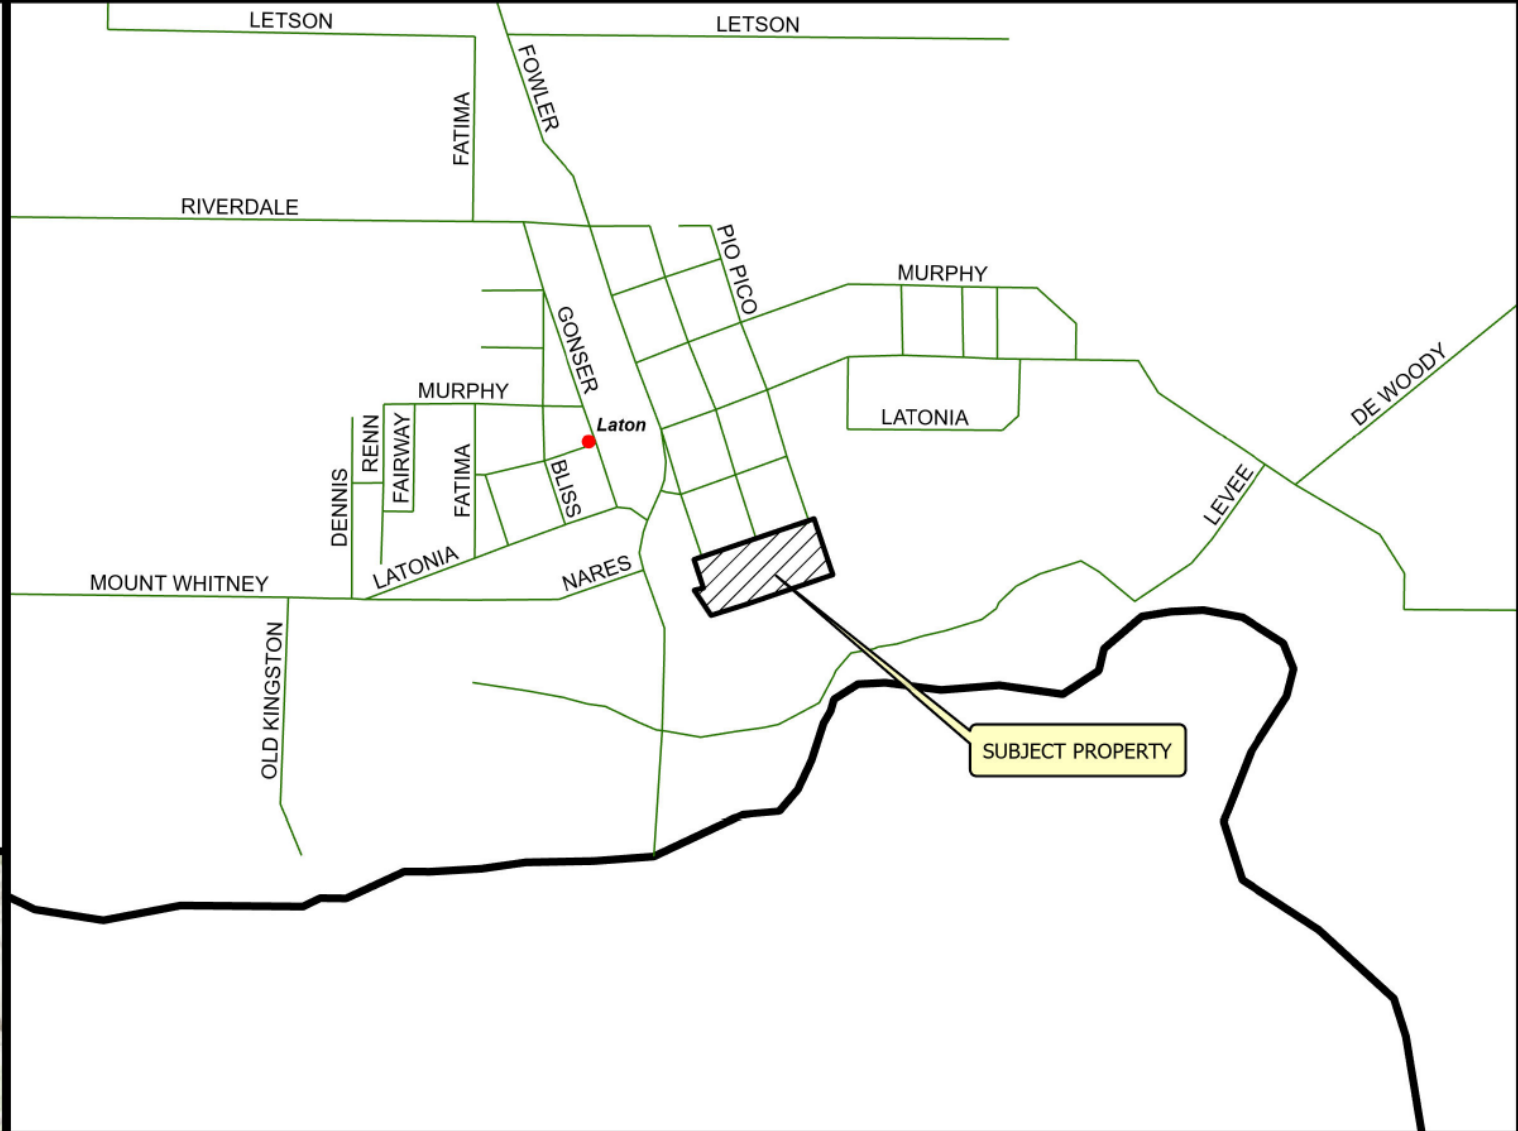 LETSON
LETSON
FOWLER
FATIMA
RIVERDALE
PIO PICO
MURPHY
GONSER
DE WOODY
MURPHY
LATONIA
Laton
RENN
FAIRWAY
FATIMA
BLISS
DENNIS
LEVEE
LATONIA
NARES
MOUNT WHITNEY
OLD KINGSTON
SUBJECT PROPERTY